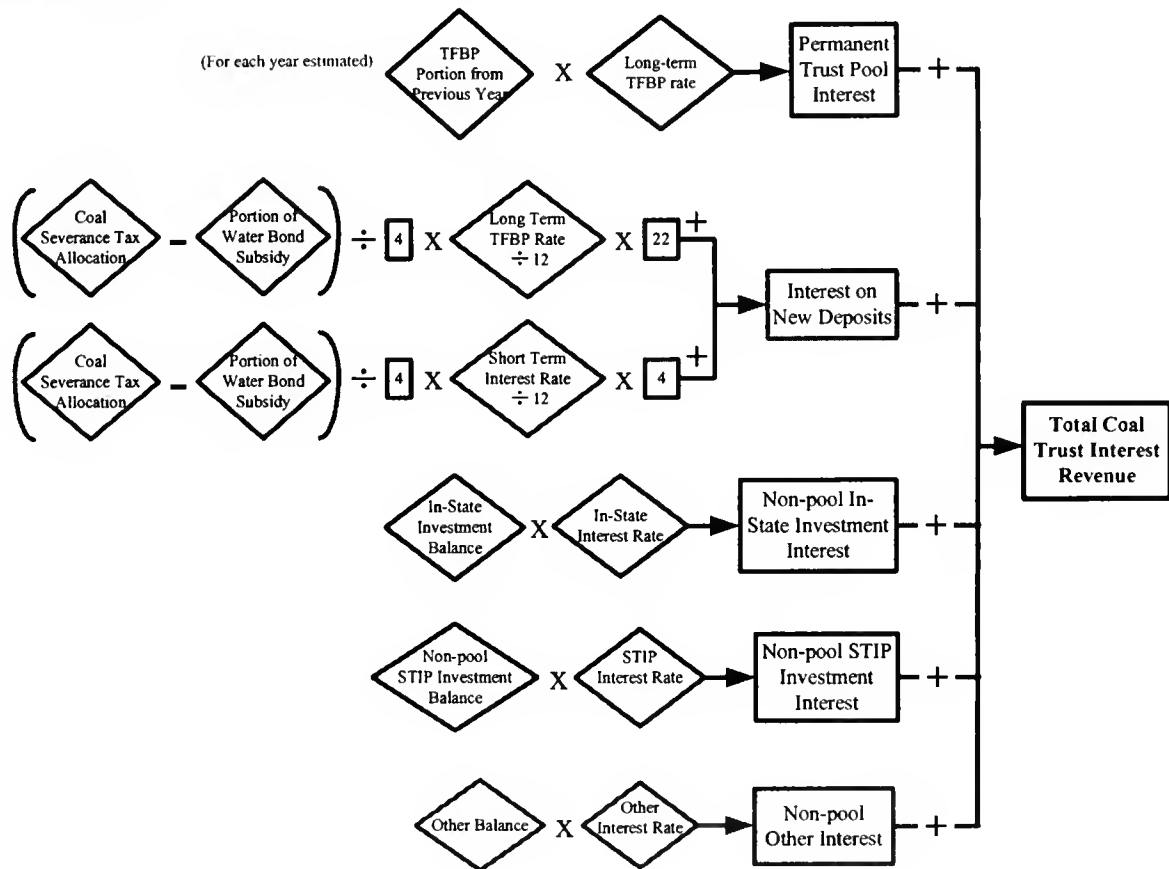 (For each year estimated)
TFBP
Portion from
Previous Year
X
Long-term
TFBP rate
Permanent
Trust Pool
Interest
+
(
Coal
Severance Tax
Allocation
-
Portion of
Water Bond
Subsidy
)
÷
4
X
Long Term
TFBP Rate
÷ 12
X
22
+
(
Coal
Severance Tax
Allocation
-
Portion of
Water Bond
Subsidy
)
÷
4
X
Short Term
Interest Rate
÷ 12
X
4
+
Interest on
New Deposits
+
In-State
Investment
Balance
X
In-State
Interest Rate
Non-pool In-
State Investment
Interest
+
Non-pool
STIP Investment
Balance
X
STIP
Interest Rate
Non-pool STIP
Investment
Interest
+
Other Balance
X
Other
Interest Rate
Non-pool
Other Interest
+
Total Coal
Trust Interest
Revenue